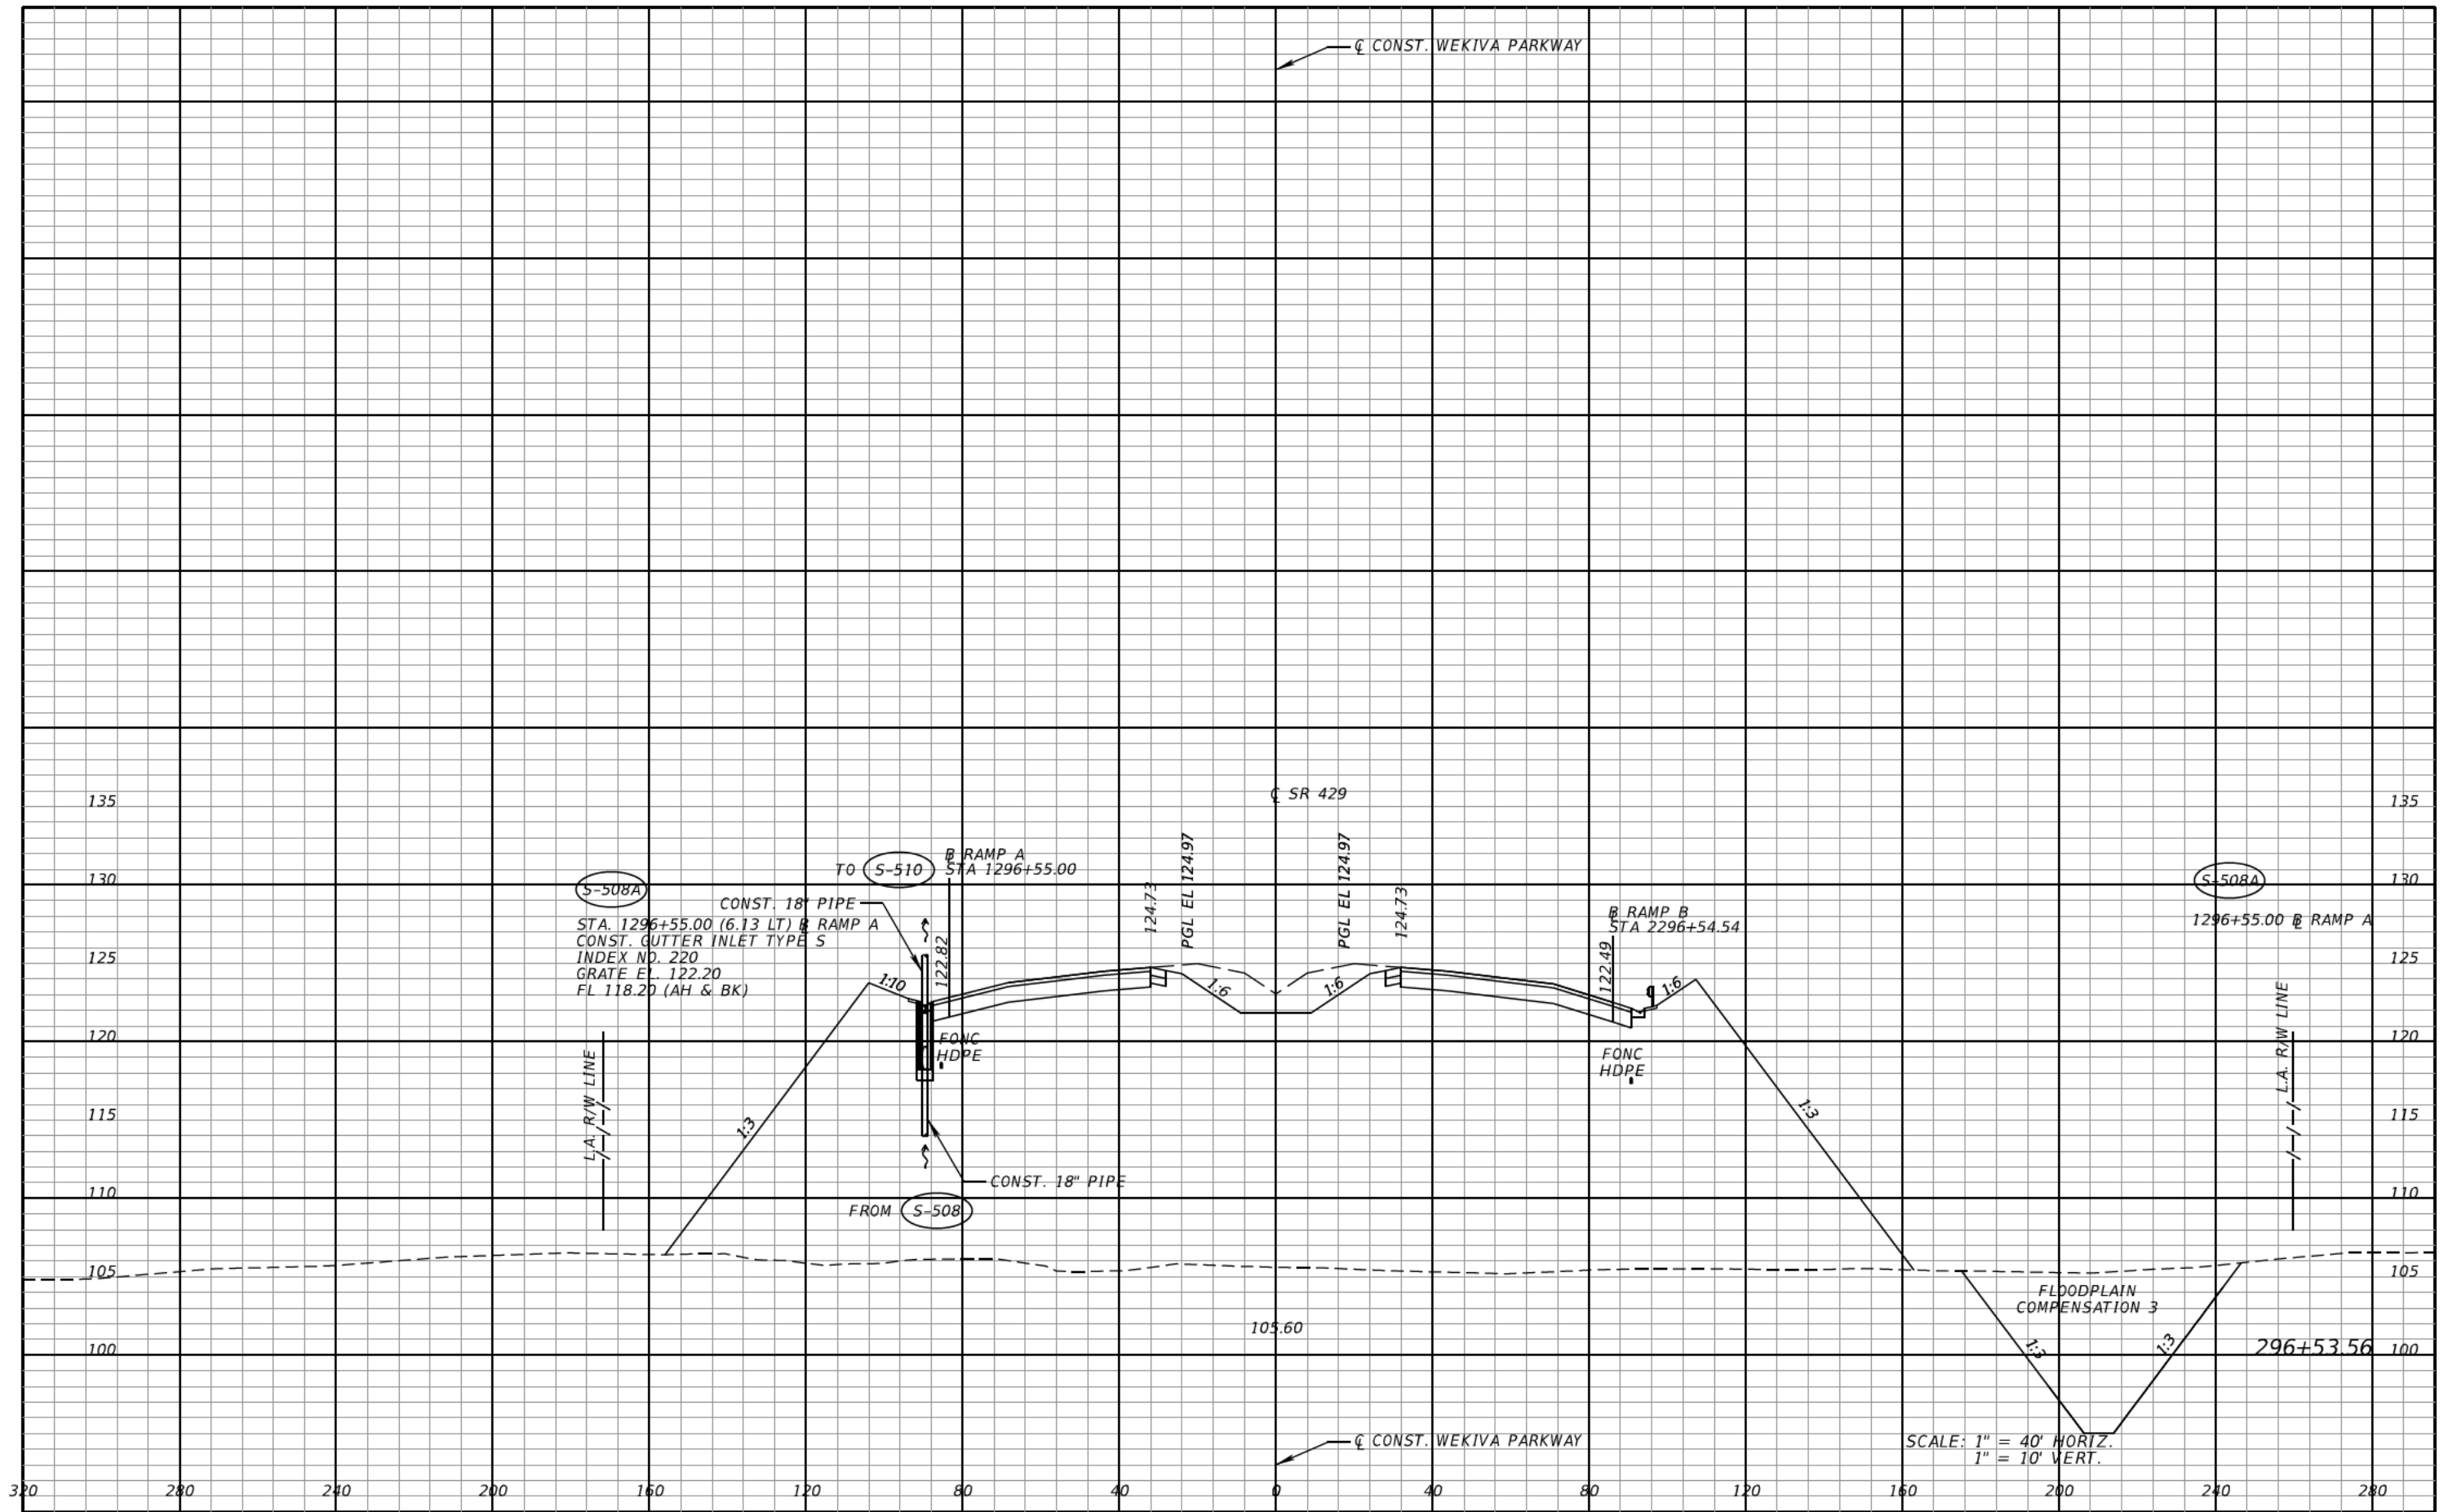 ℄ CONST. WEKIVA PARKWAY
℄ SR 429
135
135
PGL EL 124.97
PGL EL 124.97
TO S-510
B RAMP A
STA 1296+55.00
130
130
S-508A
S-508A
124.73
124.73
CONST. 18" PIPE
STA. 1296+55.00 (6.13 LT) B RAMP A
CONST. GUTTER INLET TYPE S
INDEX NO. 220
GRATE EL. 122.20
FL 118.20 (AH & BK)
B RAMP B
STA 2296+54.54
1296+55.00 B RAMP A
125
125
122.82
122.49
1:10
1:6
1:6
1:6
120
120
FONC
HDPE
FONC
HDPE
L.A. R/W LINE
L.A. R/W LINE
115
115
1:3
1:3
CONST. 18" PIPE
110
110
FROM S-508
105
105
FLOODPLAIN
COMPENSATION 3
105.60
100
1:3
1:3
296+53.56
100
℄ CONST. WEKIVA PARKWAY
SCALE: 1" = 40' HORIZ.
1" = 10' VERT.
320 280 240 200 160 120 80 40 0 40 80 120 160 200 240 280